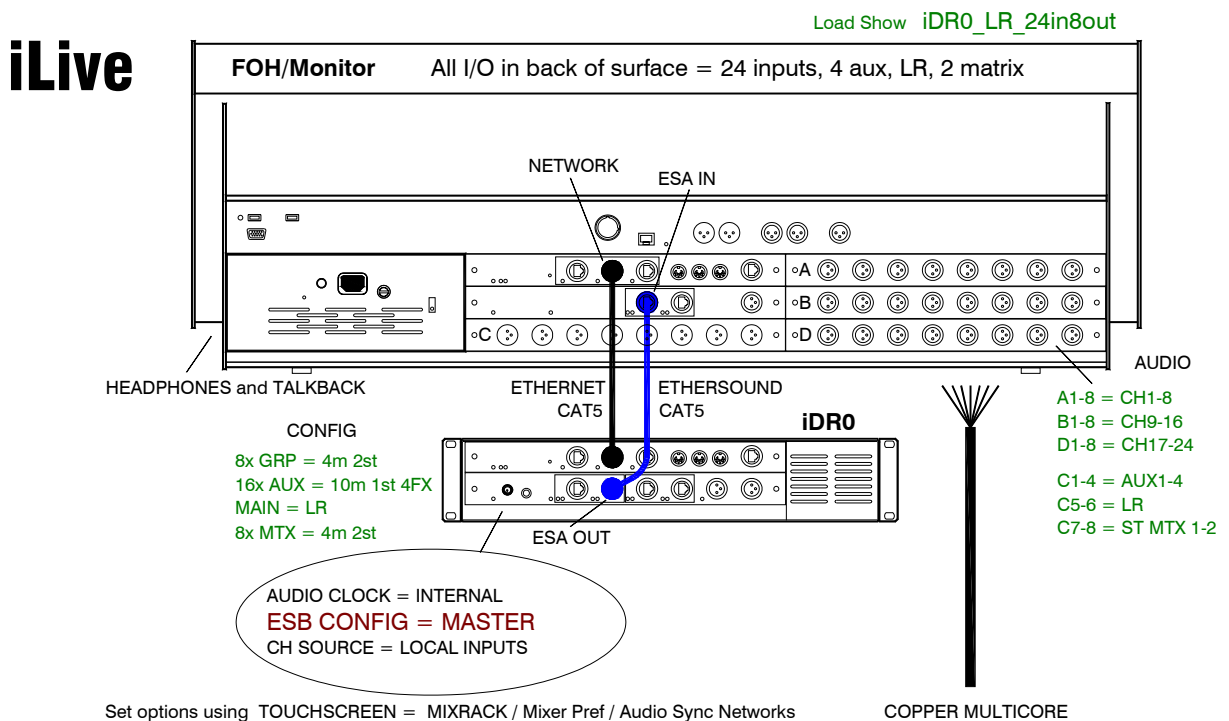 Load Show iDR0_LR_24in8out
iLive
FOH/Monitor All I/O in back of surface = 24 inputs, 4 aux, LR, 2 matrix
NETWORK
ESA IN
A
B
C
D
HEADPHONES and TALKBACK
ETHERNET
CAT5
ETHERSOUND
CAT5
AUDIO
A1-8 = CH1-8
B1-8 = CH9-16
D1-8 = CH17-24
C1-4 = AUX1-4
C5-6 = LR
C7-8 = ST MTX 1-2
CONFIG
8x GRP = 4m 2st
16x AUX = 10m 1st 4FX
MAIN = LR
8x MTX = 4m 2st
iDR0
ESA OUT
AUDIO CLOCK = INTERNAL
ESB CONFIG = MASTER
CH SOURCE = LOCAL INPUTS
Set options using TOUCHSCREEN = MIXRACK / Mixer Pref / Audio Sync Networks
COPPER MULTICORE